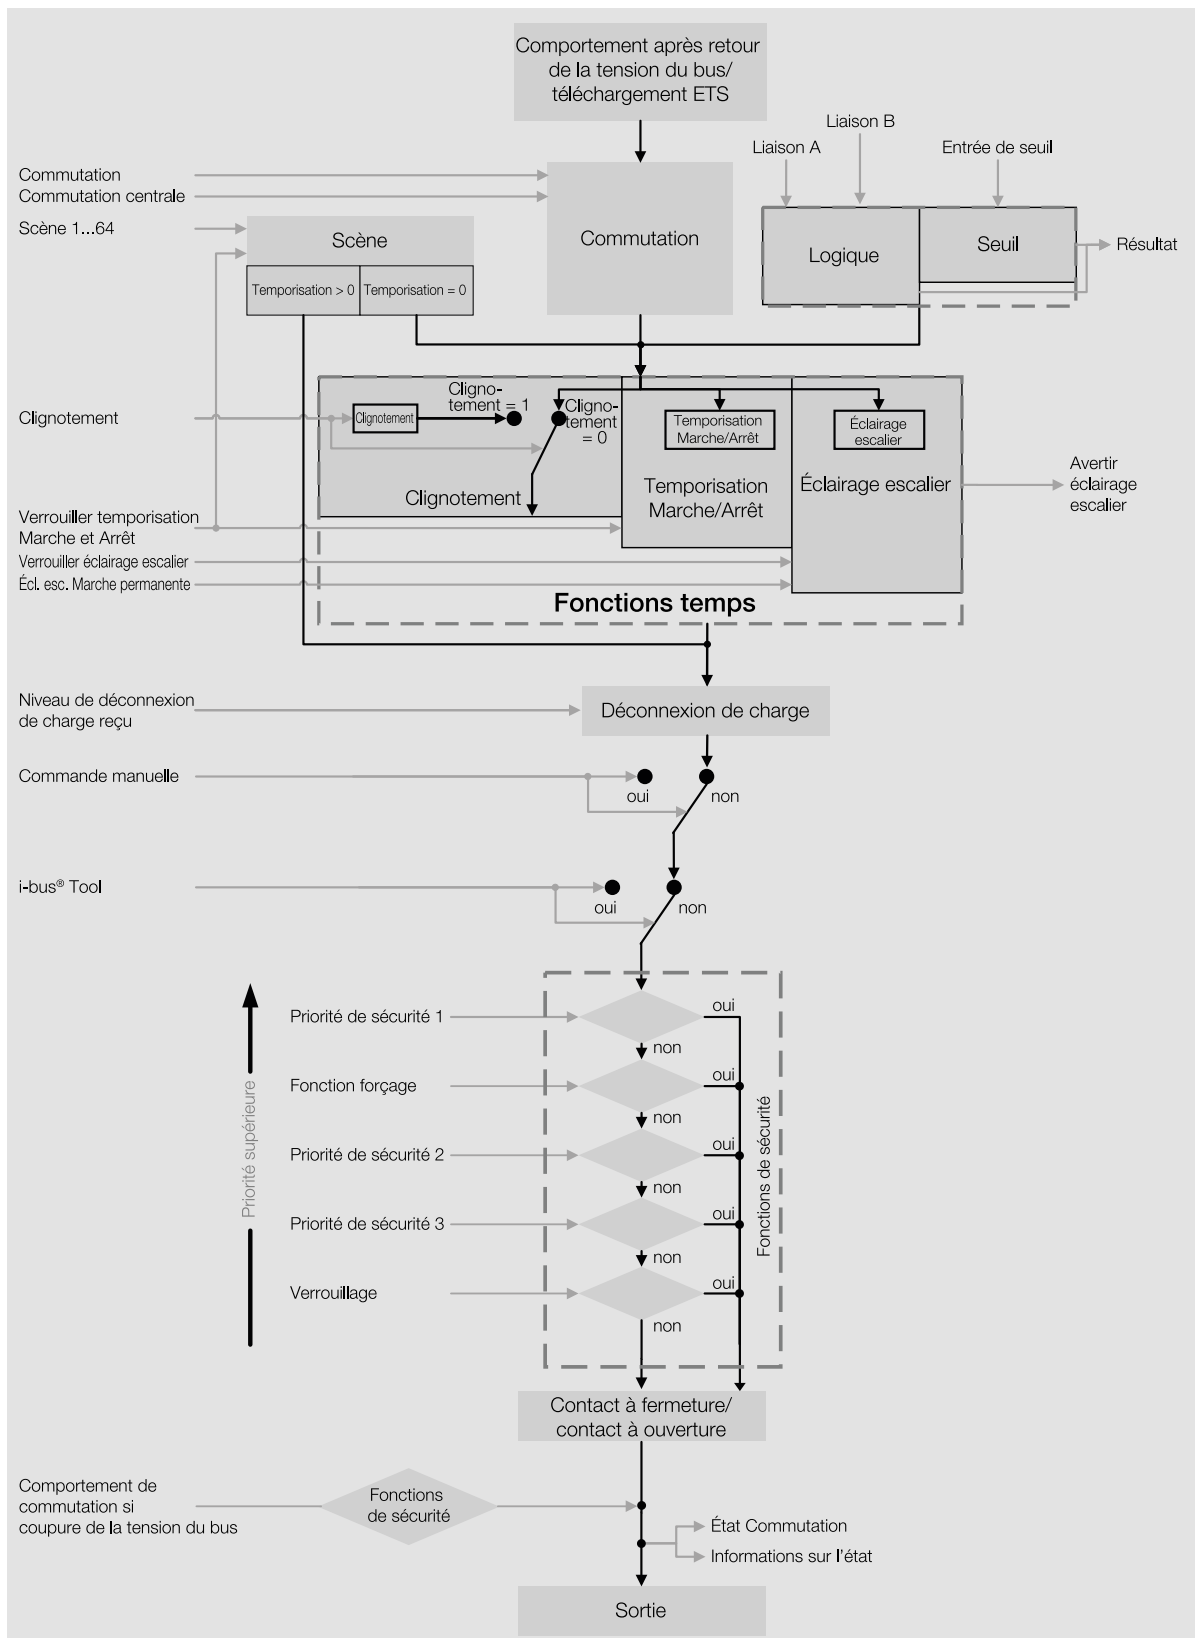 Comportement après retour
de la tension du bus/
téléchargement ETS
Liaison B
Liaison A
Entrée de seuil
Commutation
Commutation centrale
Scène 1...64
Scène
Commutation
Logique
Seuil
Résultat
Temporisation > 0
Temporisation = 0
Clignotement
Clignotement
Cligno-
tement = 1
Cligno-
tement
= 0
Temporisation
Marche/Arrêt
Éclairage
escalier
Clignotement
Temporisation
Marche/Arrêt
Éclairage escalier
Avertir
éclairage
escalier
Verrouiller temporisation
Marche et Arrêt
Verrouiller éclairage escalier
Écl. esc. Marche permanente
Fonctions temps
Niveau de déconnexion
de charge reçu
Déconnexion de charge
Commande manuelle
oui
non
i-bus® Tool
oui
non
Priorité supérieure
Priorité de sécurité 1
oui
non
Fonction forçage
oui
non
Priorité de sécurité 2
oui
non
Priorité de sécurité 3
oui
non
Verrouillage
oui
non
Fonctions de sécurité
Contact à fermeture/
contact à ouverture
Comportement de
commutation si
coupure de la tension du bus
Fonctions
de sécurité
État Commutation
Informations sur l'état
Sortie